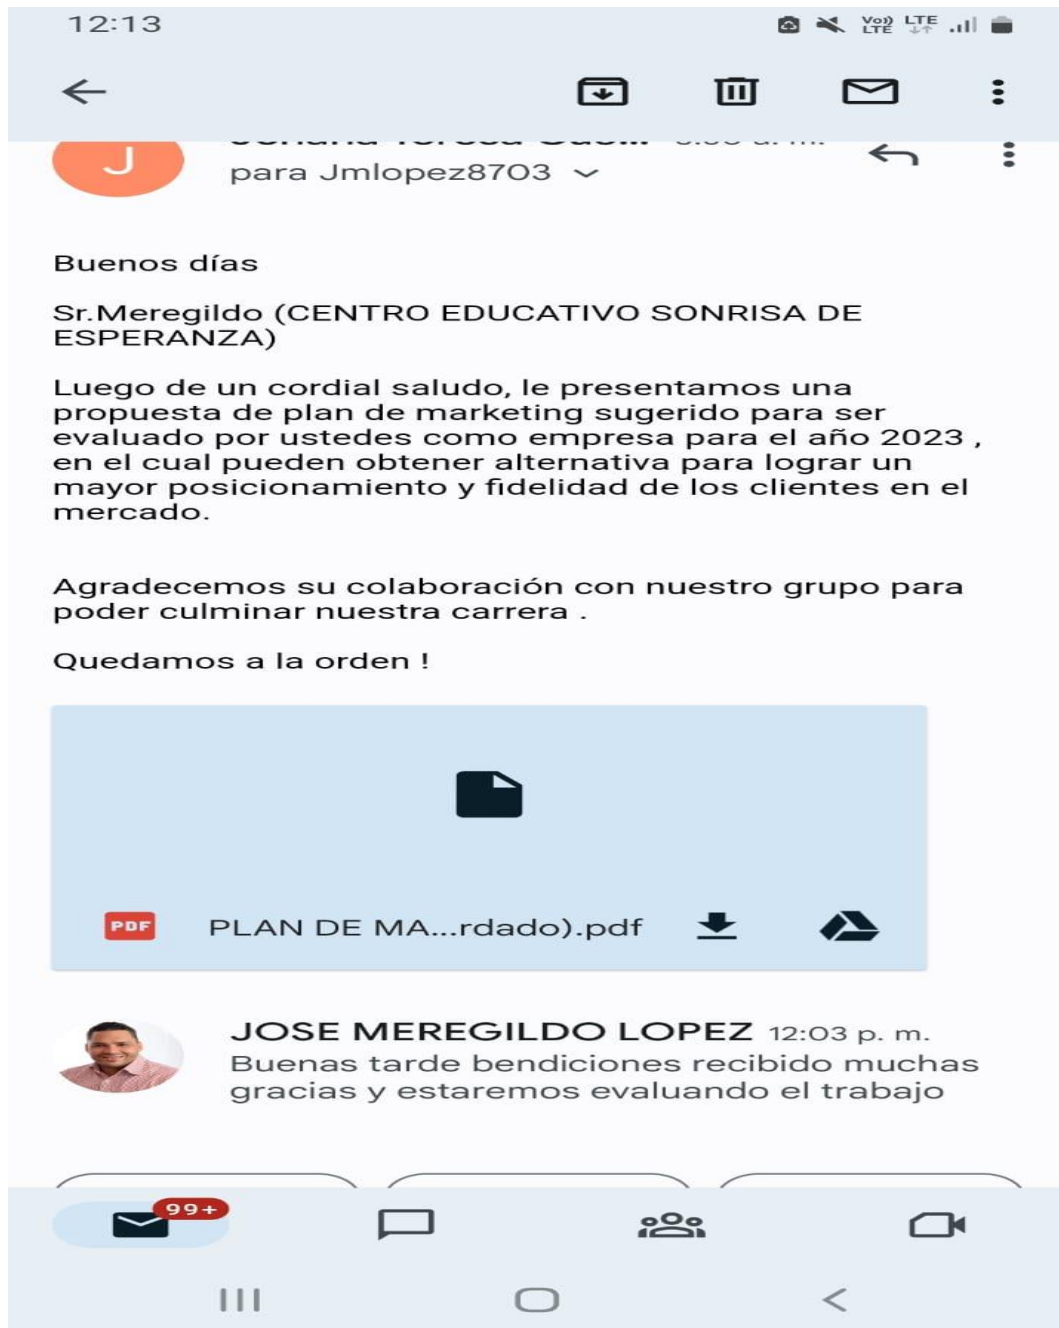 12:13
Vo)) LTE
LTE
para Jmlopez8703
J
Buenos días
Sr.Meregildo (CENTRO EDUCATIVO SONRISA DE
ESPERANZA)
Luego de un cordial saludo, le presentamos una
propuesta de plan de marketing sugerido para ser
evaluado por ustedes como empresa para el año 2023 ,
en el cual pueden obtener alternativa para lograr un
mayor posicionamiento y fidelidad de los clientes en el
mercado.
Agradecemos su colaboración con nuestro grupo para
poder culminar nuestra carrera .
Quedamos a la orden !
PDF PLAN DE MA...rdado).pdf
JOSE MEREGILDO LOPEZ 12:03 p. m.
Buenas tarde bendiciones recibido muchas
gracias y estaremos evaluando el trabajo
99+